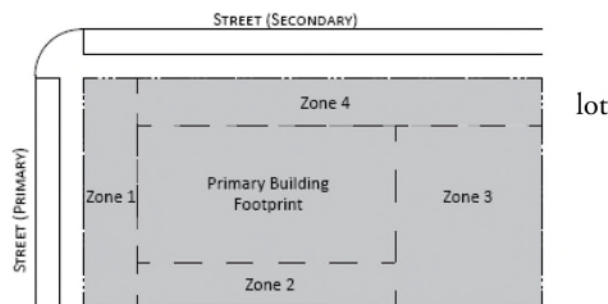 STREET (SECONDARY)
Zone 4
lot
Zone 1
Primary Building
Footprint
Zone 3
STREET (PRIMARY)
Zone 2